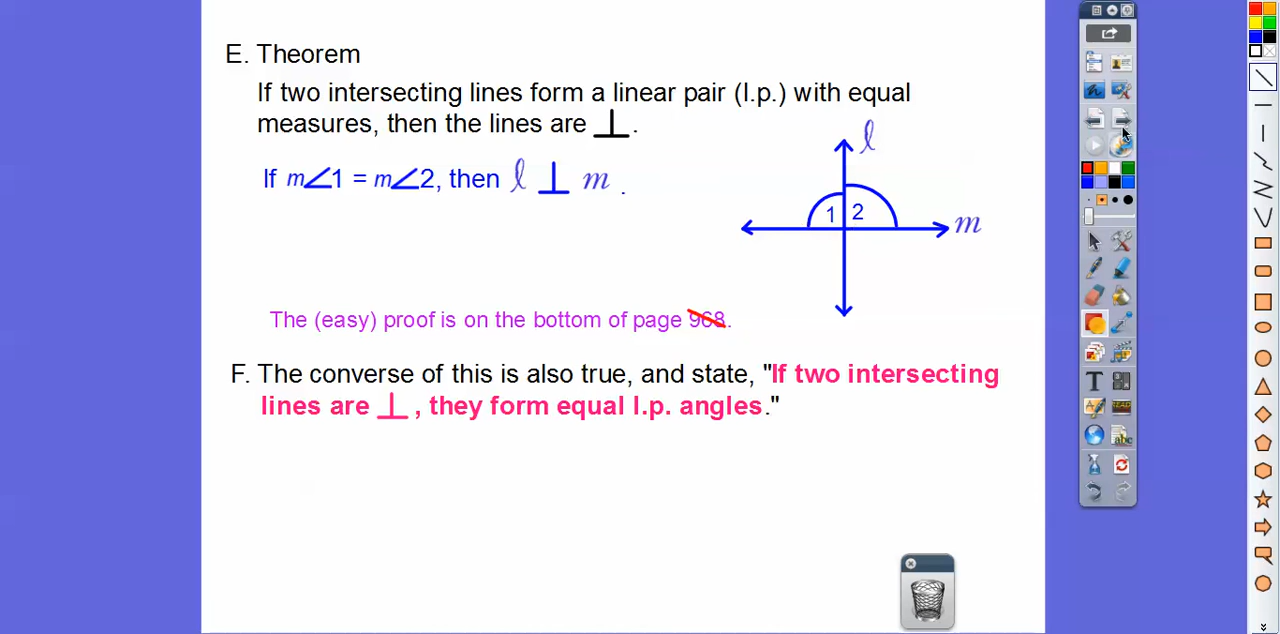 E. Theorem
If two intersecting lines form a linear pair (l.p.) with equal
measures, then the lines are ⊥.
If m∠1 = m∠2, then l ⊥ m.
l
1 2
m
The (easy) proof is on the bottom of page 968.
F. The converse of this is also true, and state, "If two intersecting
lines are ⊥, they form equal l.p. angles."